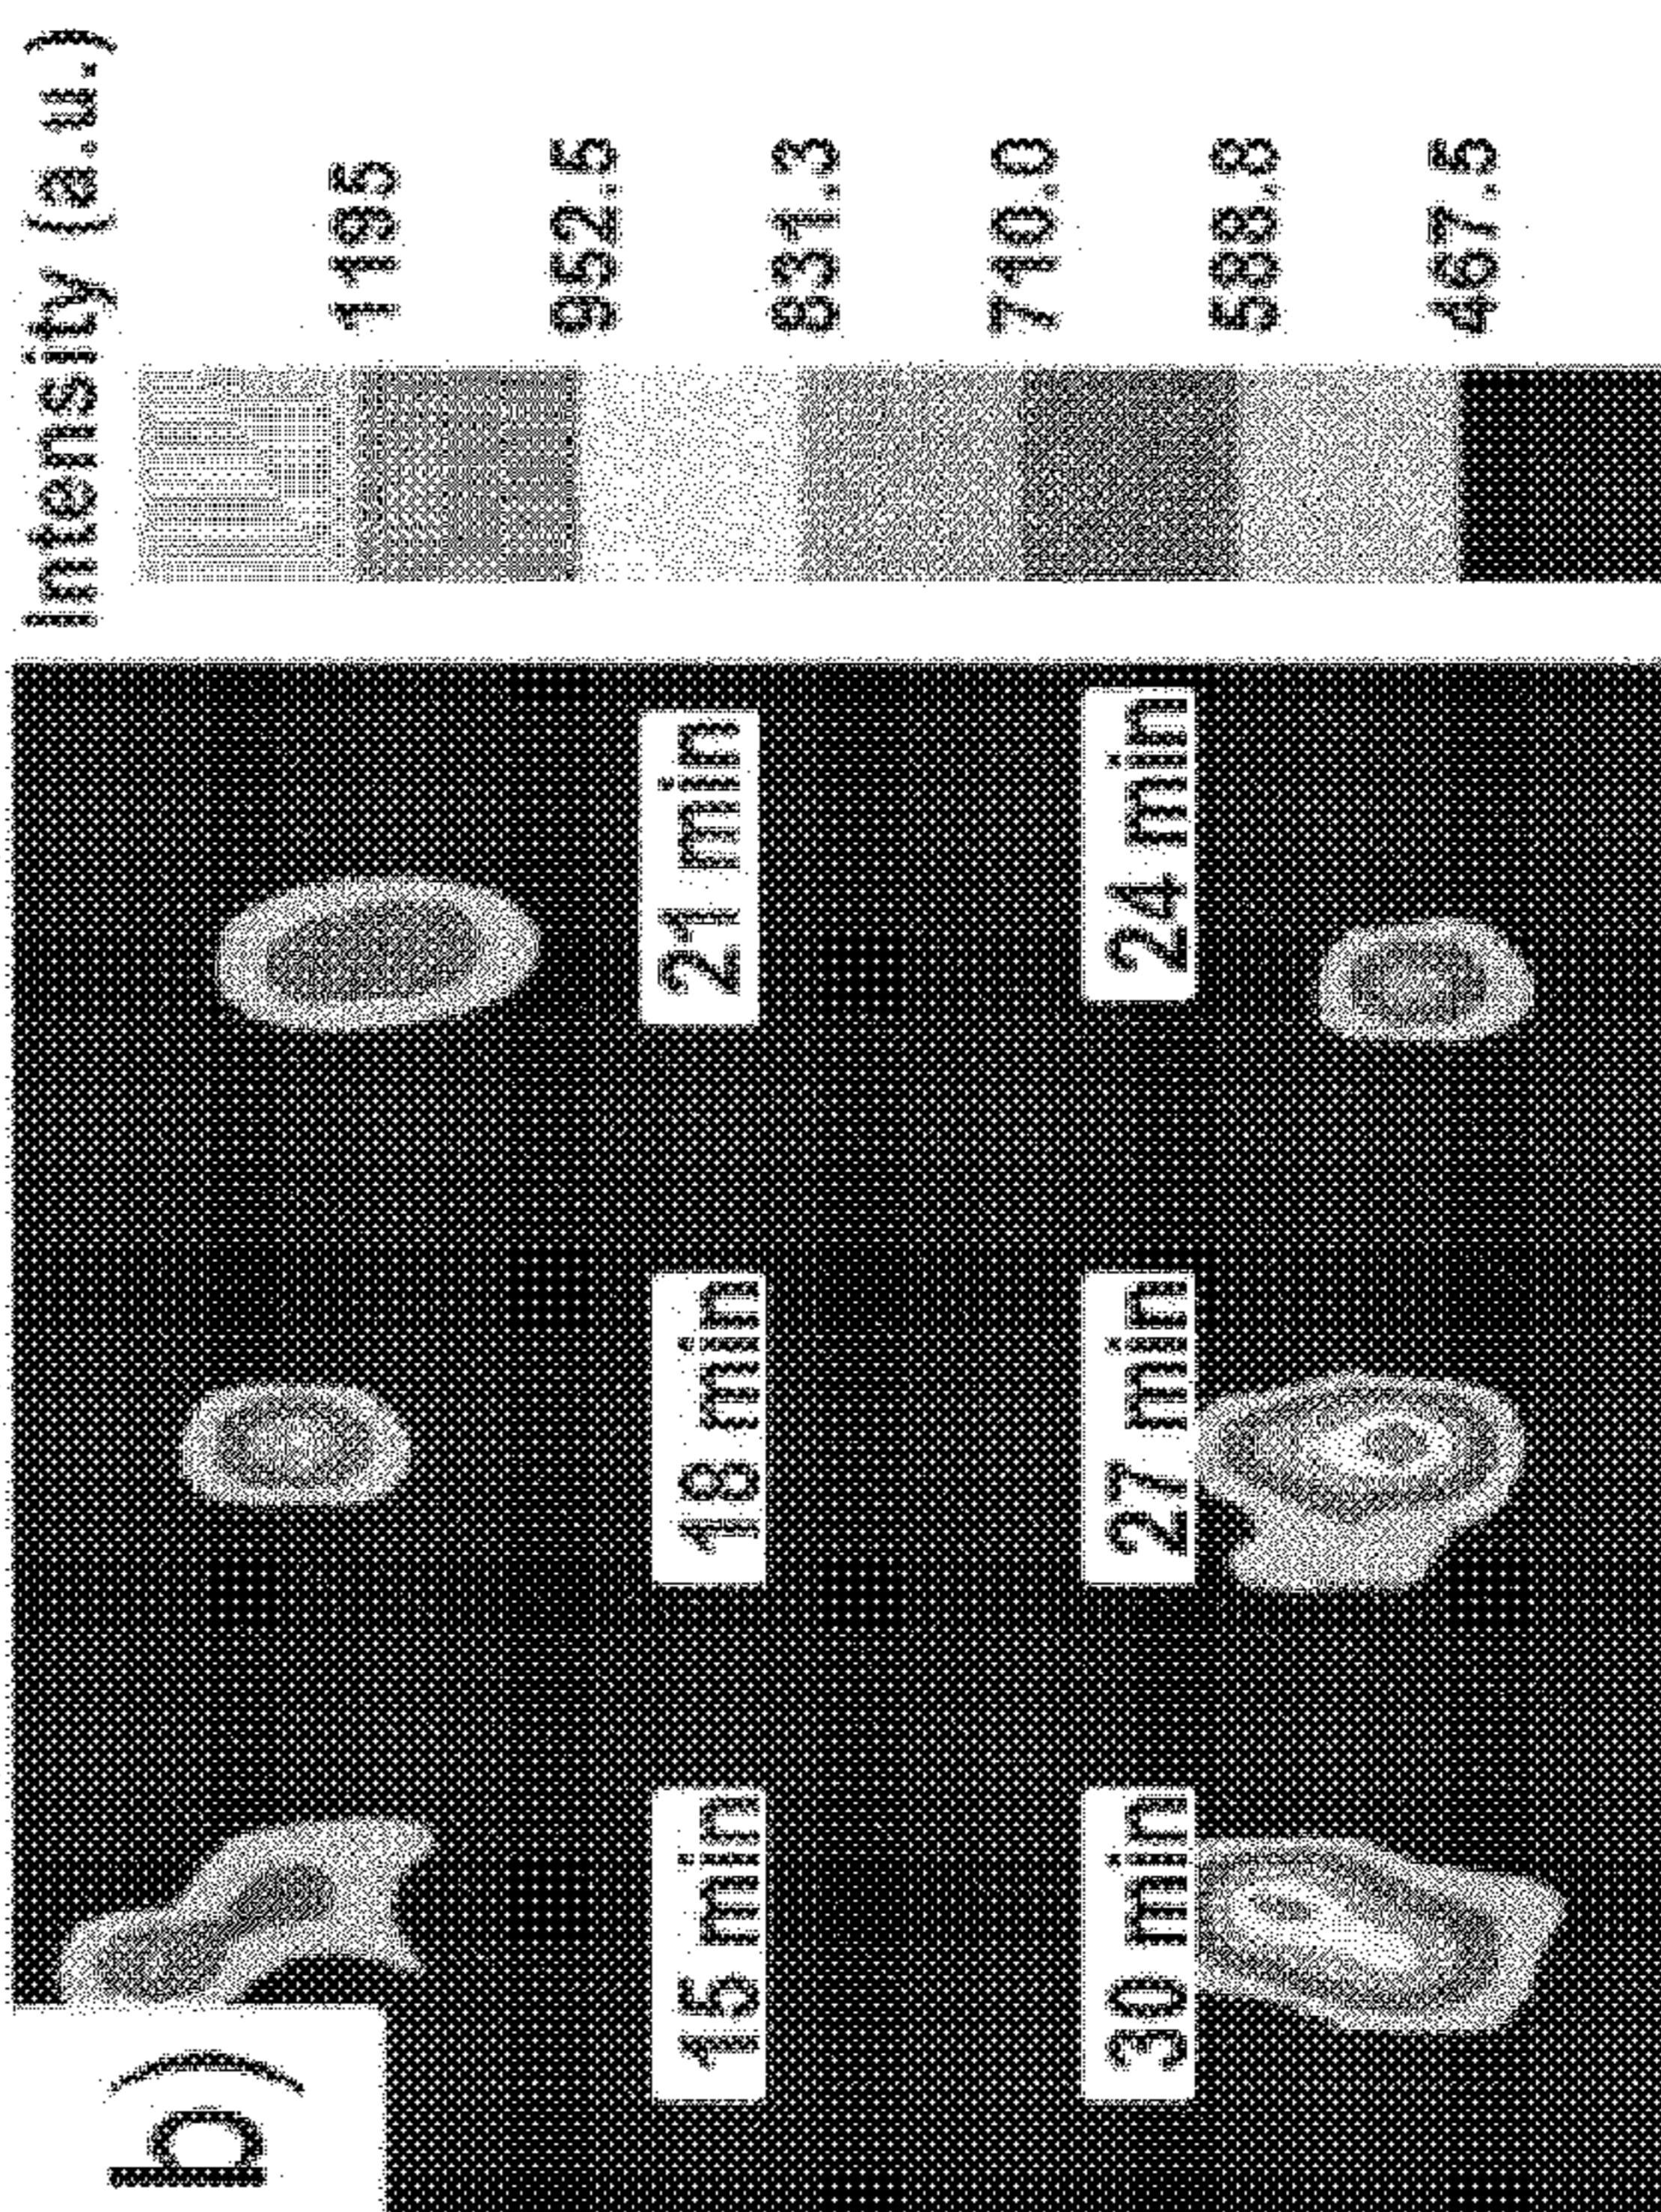 b)
15 min
18 min
21 min
30 min
27 min
24 min
Intensity (a.u.)
1195
952.5
831.3
710.0
588.8
467.5